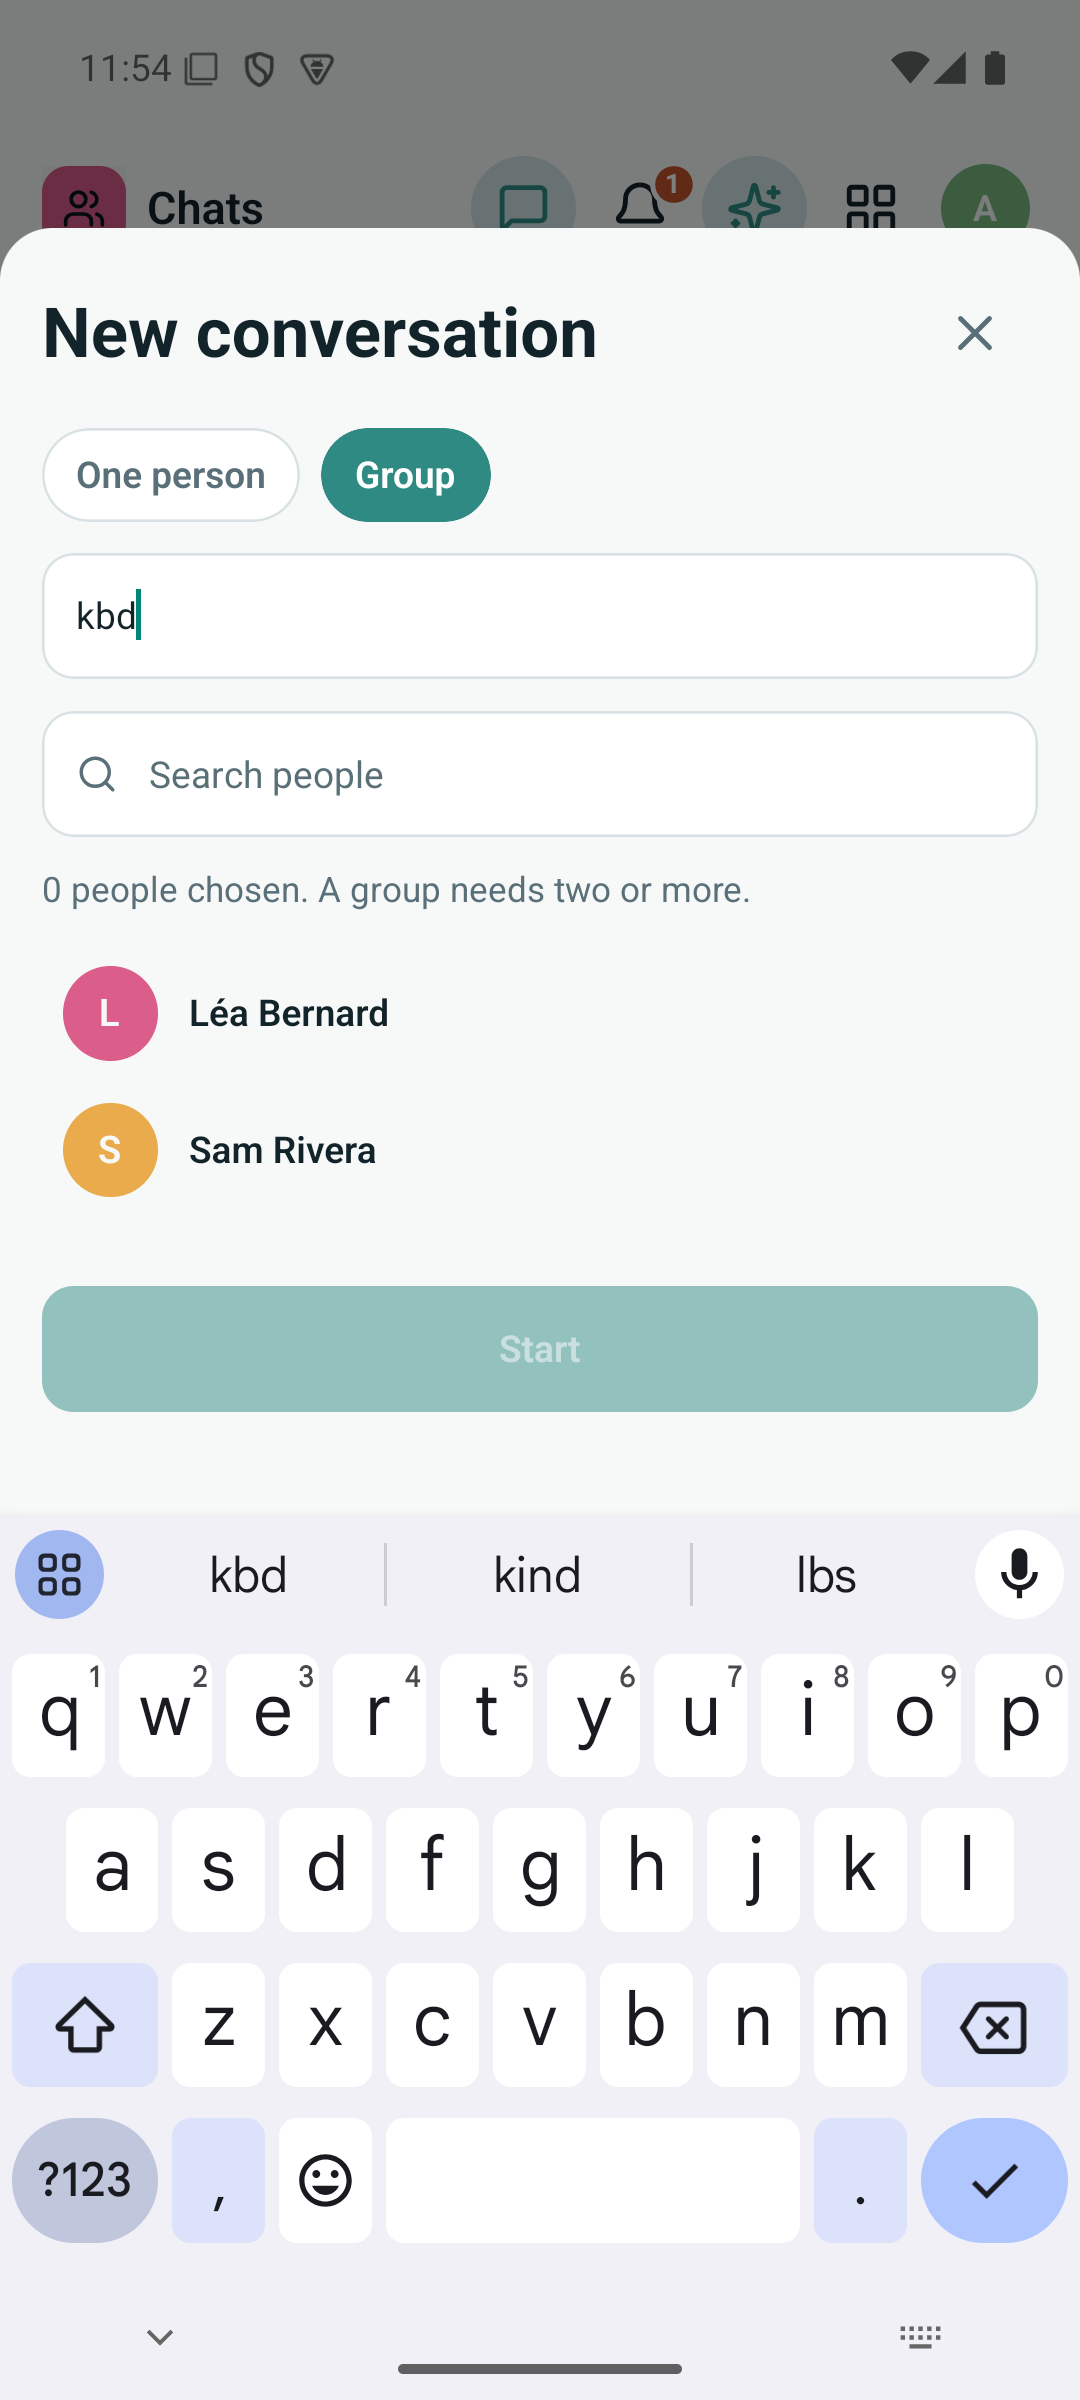 11:54
Chats
1
A
New conversation
One person
Group
kbd
Search people
0 people chosen. A group needs two or more.
L
Léa Bernard
S
Sam Rivera
Start
kbd
kind
lbs
q1 w2 e3 r4 t5 y6 u7 i8 o9 p0
a s d f g h j k l
z x c v b n m
?123 , .